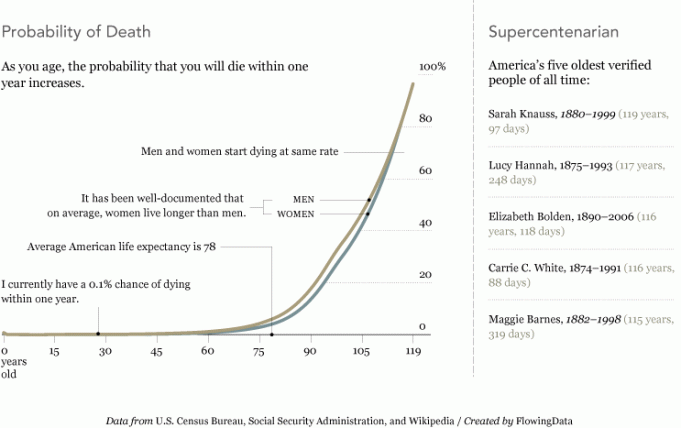 Probability of Death
As you age, the probability that you will die within one
year increases.
100%
80
Men and women start dying at same rate
60
It has been well-documented that
on average, women live longer than men.
MEN
WOMEN
40
Average American life expectancy is 78
I currently have a 0.1% chance of dying
within one year.
20
0
0 15 30 45 60 75 90 105 119
years
old
Supercentenarian
America's five oldest verified
people of all time:
Sarah Knauss, 1880–1999 (119 years,
97 days)
Lucy Hannah, 1875–1993 (117 years,
248 days)
Elizabeth Bolden, 1890–2006 (116
years, 118 days)
Carrie C. White, 1874–1991 (116 years,
88 days)
Maggie Barnes, 1882–1998 (115 years,
319 days)
Data from U.S. Census Bureau, Social Security Administration, and Wikipedia / Created by FlowingData